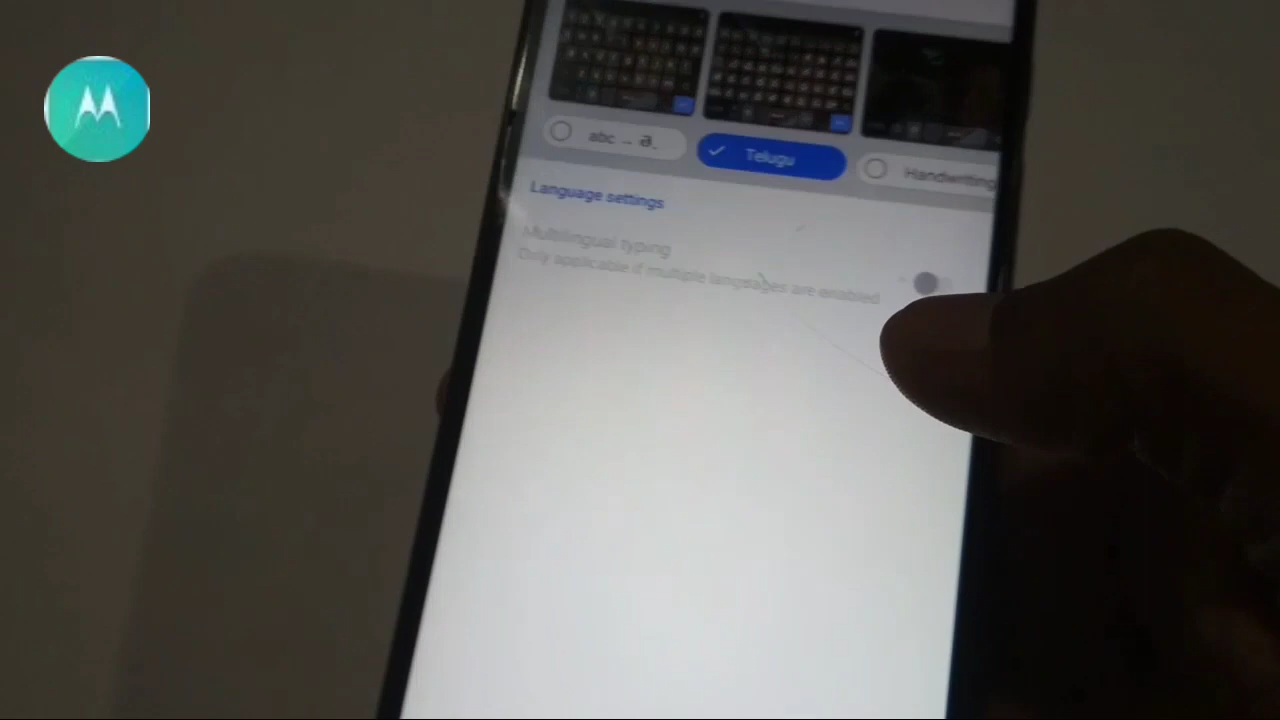 abc → తె
Telugu
Handwriting
Language settings
Multilingual typing
Only applicable if multiple languages are enabled